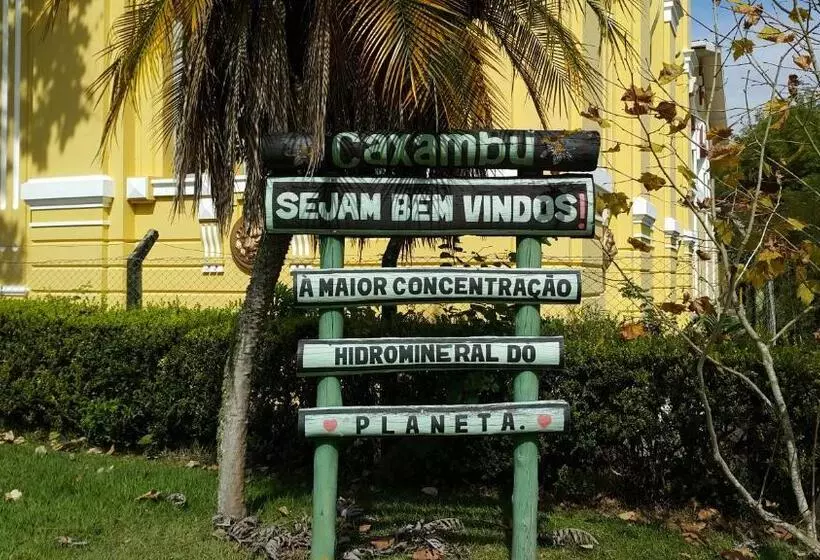 Caxambu
SEJAM BEM VINDOS!
À MAIOR CONCENTRAÇÃO
HIDROMINERAL DO
PLANETA.